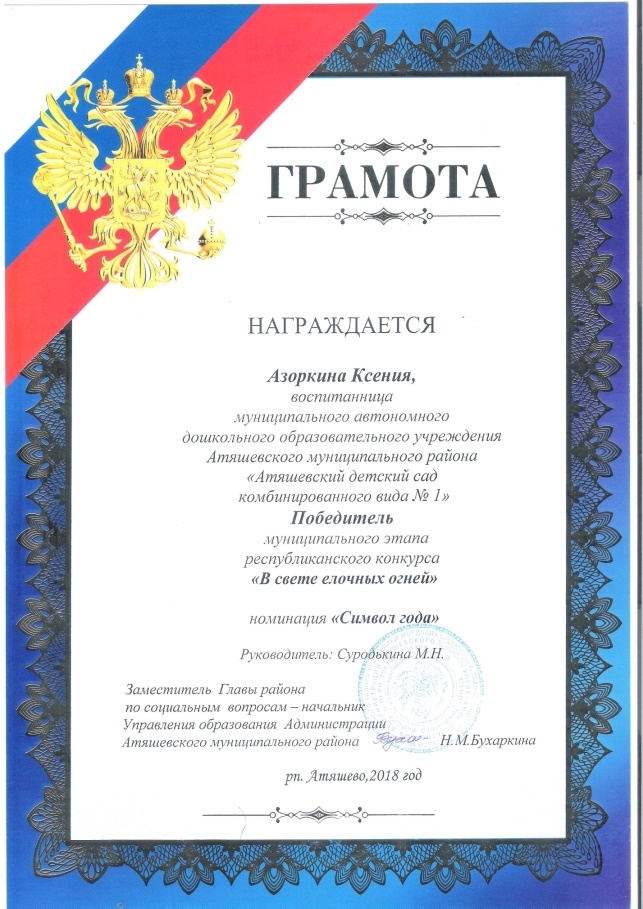 ГРАМОТА
НАГРАЖДАЕТСЯ
Азоркина Ксения,
воспитанница
муниципального автономного
дошкольного образовательного учреждения
Атяшевского муниципального района
«Атяшевский детский сад
комбинированного вида № 1»
Победитель
муниципального этапа
республиканского конкурса
«В свете елочных огней»
номинация «Символ года»
Руководитель: Суродькина М.Н.
Заместитель Главы района
по социальным вопросам – начальник
Управления образования Администрации
Атяшевского муниципального района Н.М.Бухаркина
рп. Атяшево,2018 год